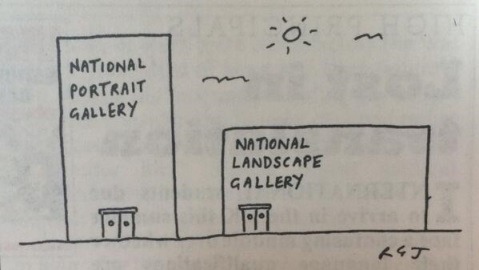 NATIONAL
PORTRAIT
GALLERY
NATIONAL
LANDSCAPE
GALLERY
RGJ